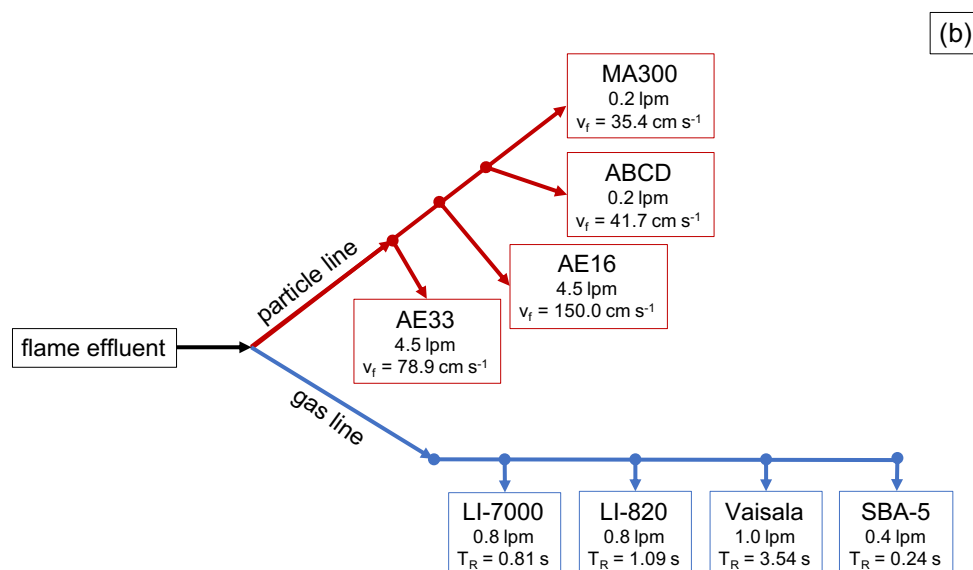 (b)
MA300
0.2 lpm
v_f = 35.4 cm s⁻¹
ABCD
0.2 lpm
v_f = 41.7 cm s⁻¹
AE16
4.5 lpm
v_f = 150.0 cm s⁻¹
particle line
AE33
4.5 lpm
v_f = 78.9 cm s⁻¹
flame effluent
gas line
LI-7000
0.8 lpm
T_R = 0.81 s
LI-820
0.8 lpm
T_R = 1.09 s
Vaisala
1.0 lpm
T_R = 3.54 s
SBA-5
0.4 lpm
T_R = 0.24 s